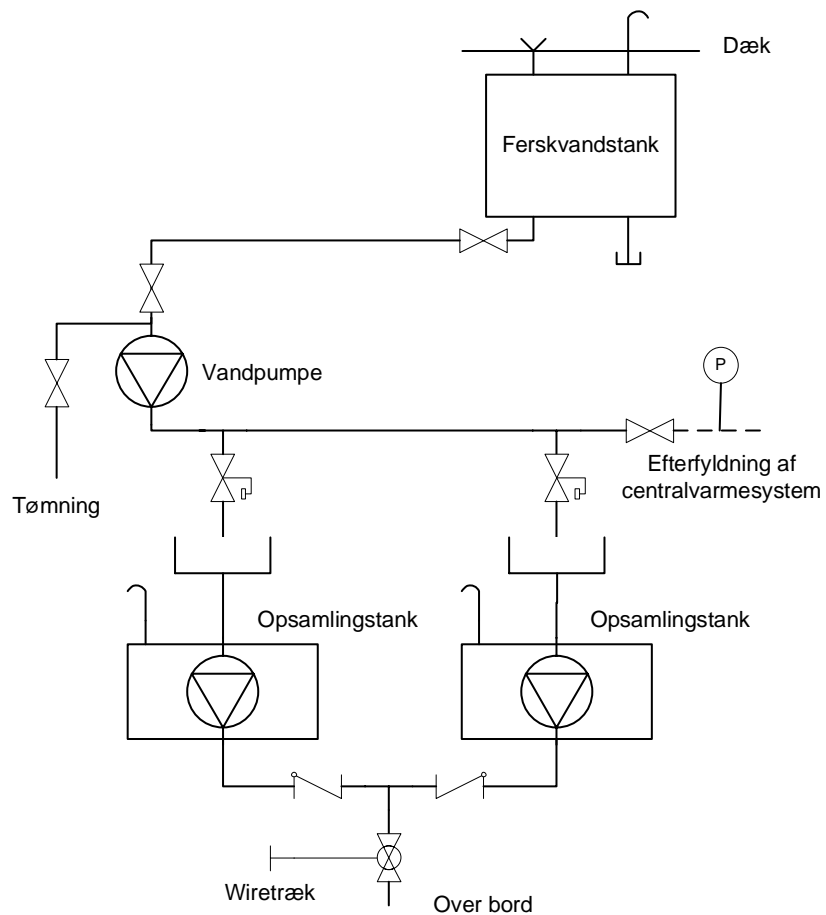 Dæk
Ferskvandstank
Vandpumpe
P
Efterfyldning af
centralvarmesystem
Tømning
Opsamlingstank
Opsamlingstank
Wiretræk
Over bord